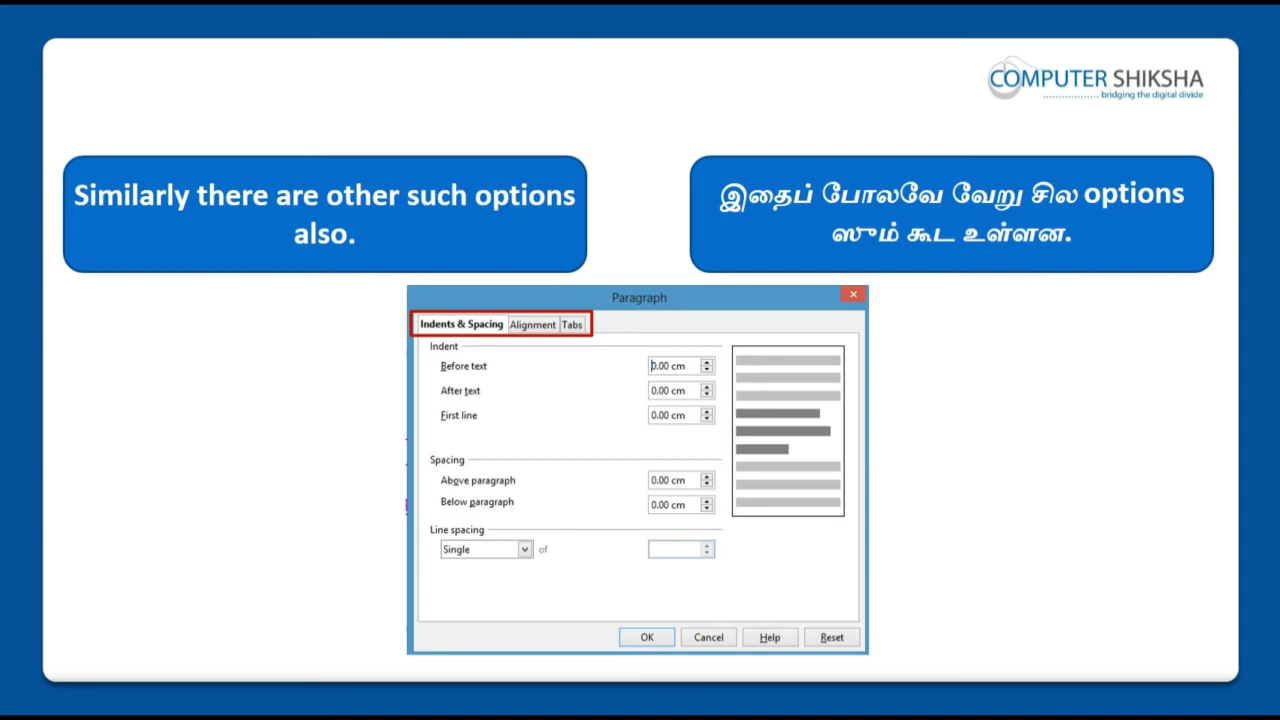 COMPUTER SHIKSHA
.................. bridging the digital divide
Similarly there are other such options
also.
இதைப் போலவே வேறு சில options
ஸும் கூட உள்ளன.
Paragraph
Indents & Spacing Alignment Tabs
Indent
Before text 0.00 cm
After text 0.00 cm
First line 0.00 cm
Spacing
Above paragraph 0.00 cm
Below paragraph 0.00 cm
Line spacing
Single of
OK Cancel Help Reset